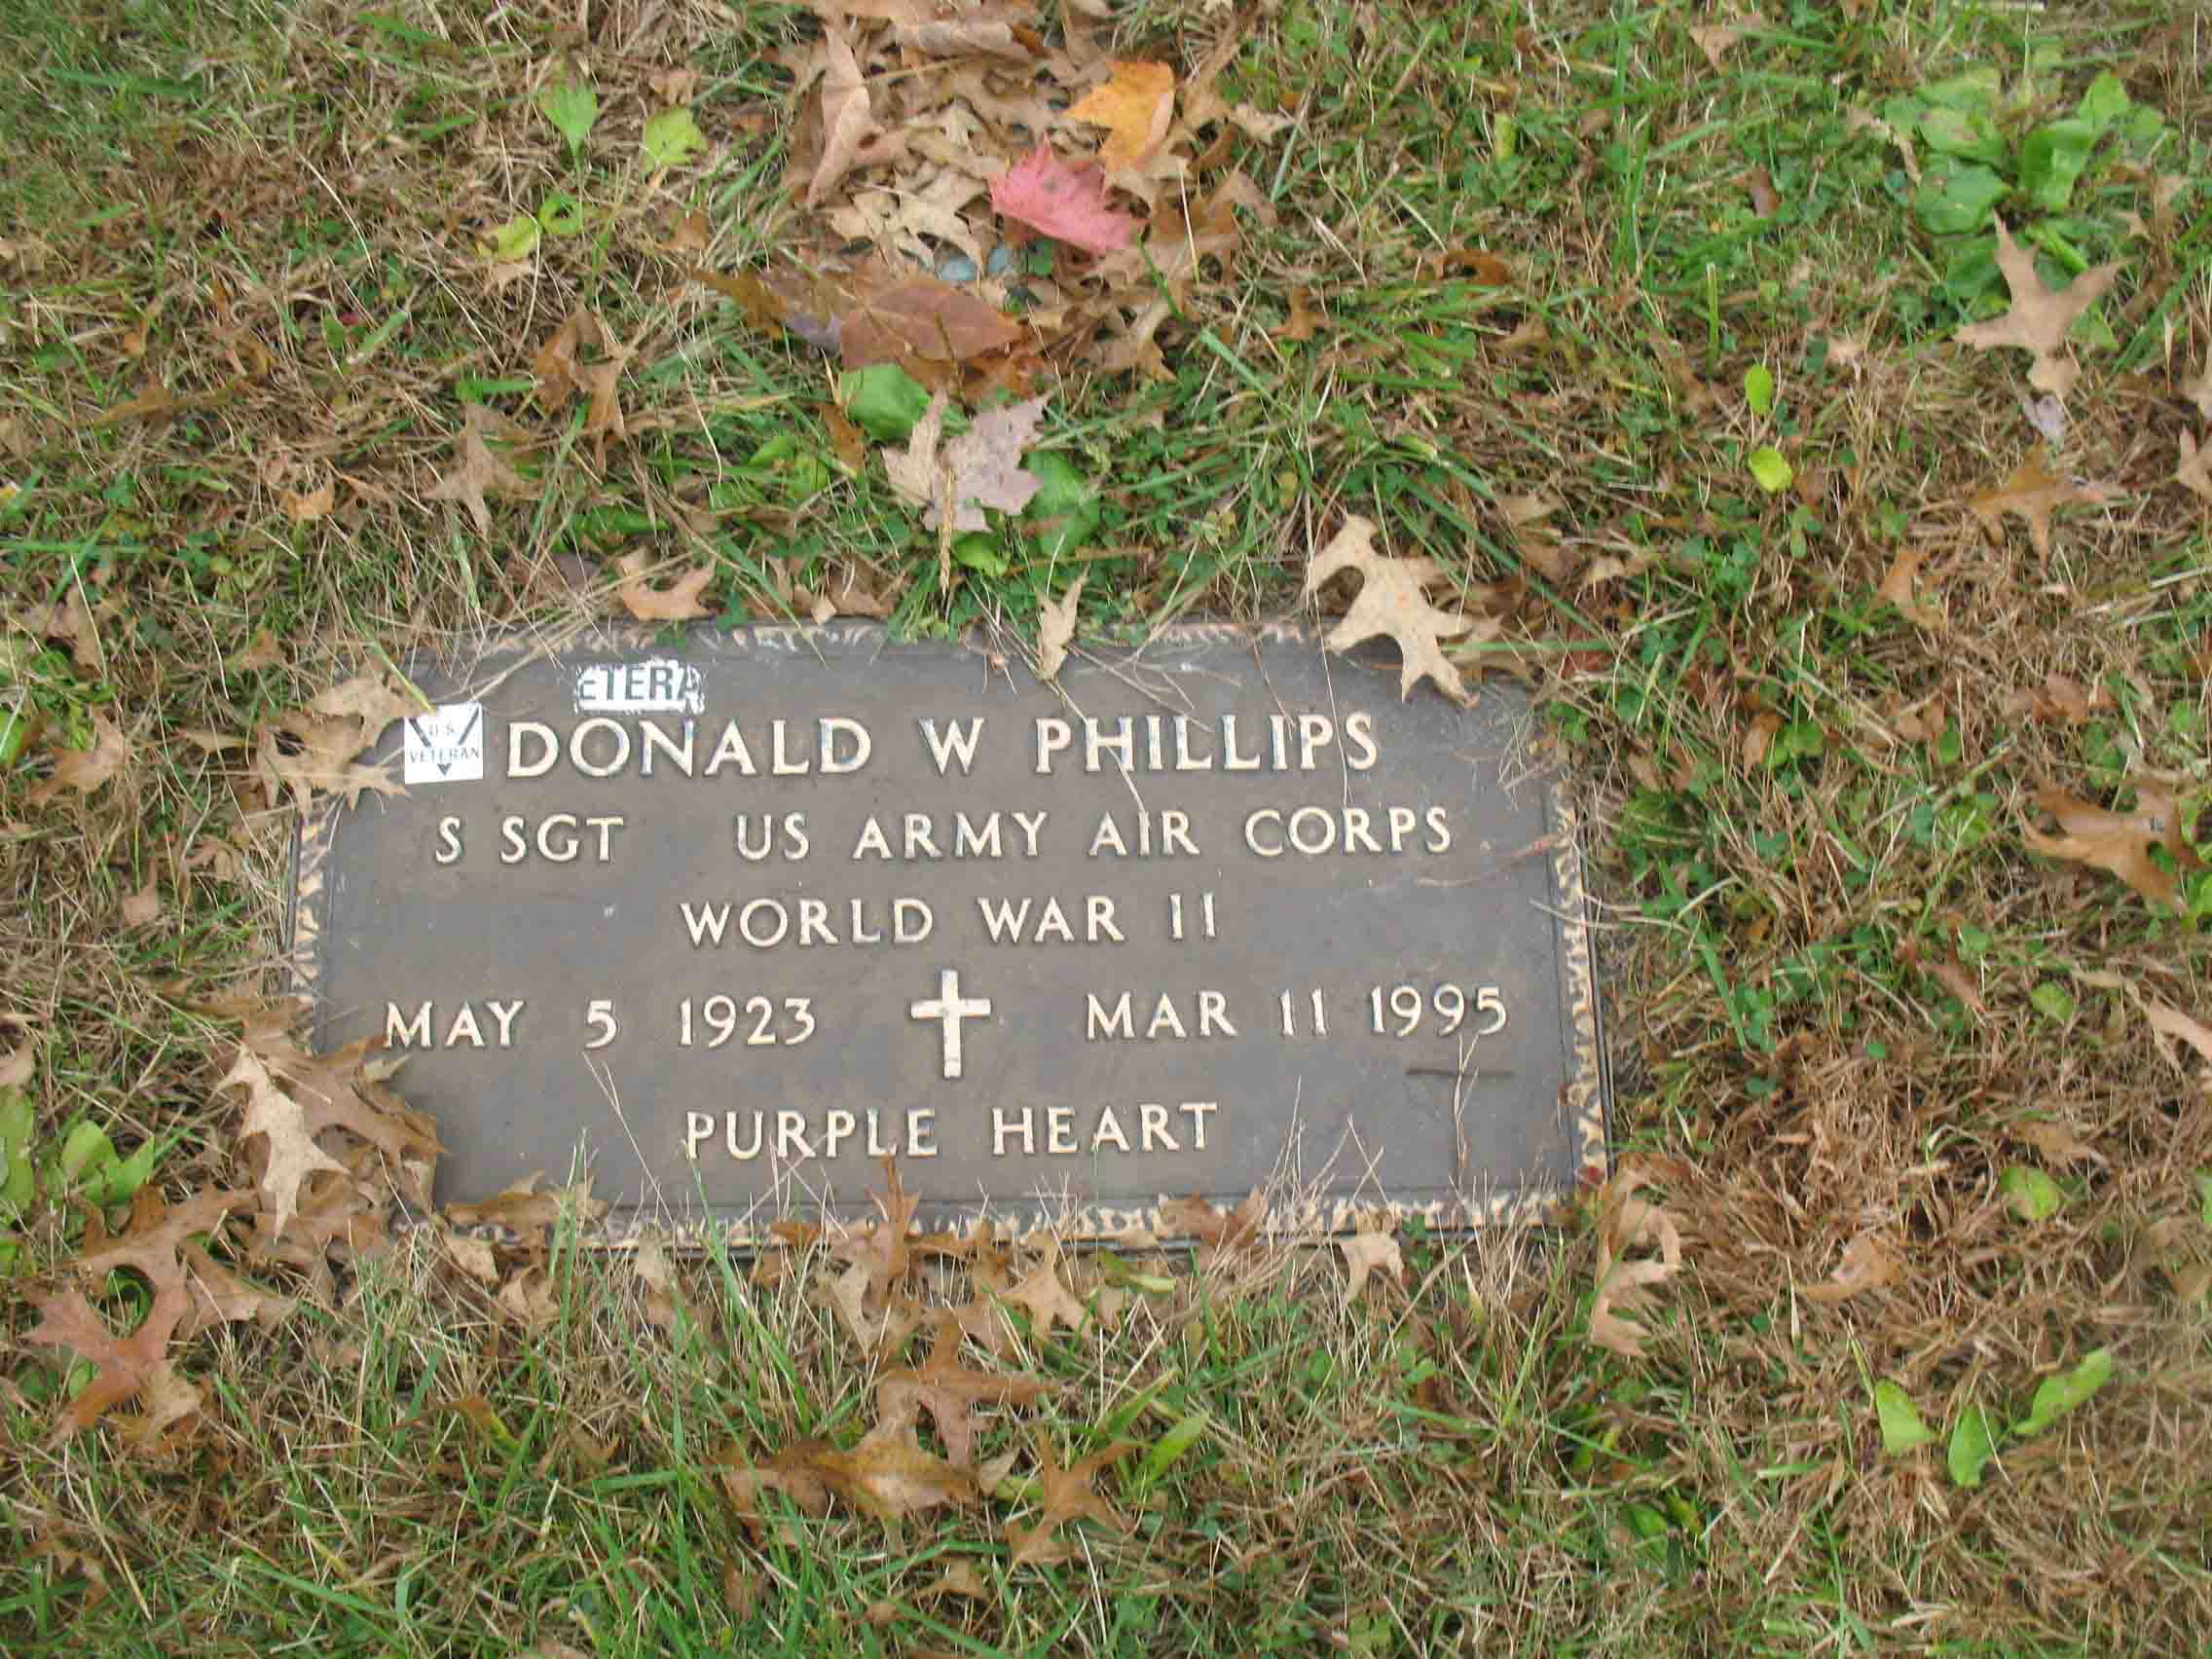 ETERA
U S
VETERAN
DONALD W PHILLIPS
S SGT US ARMY AIR CORPS
WORLD WAR II
MAY 5 1923 MAR 11 1995
PURPLE HEART